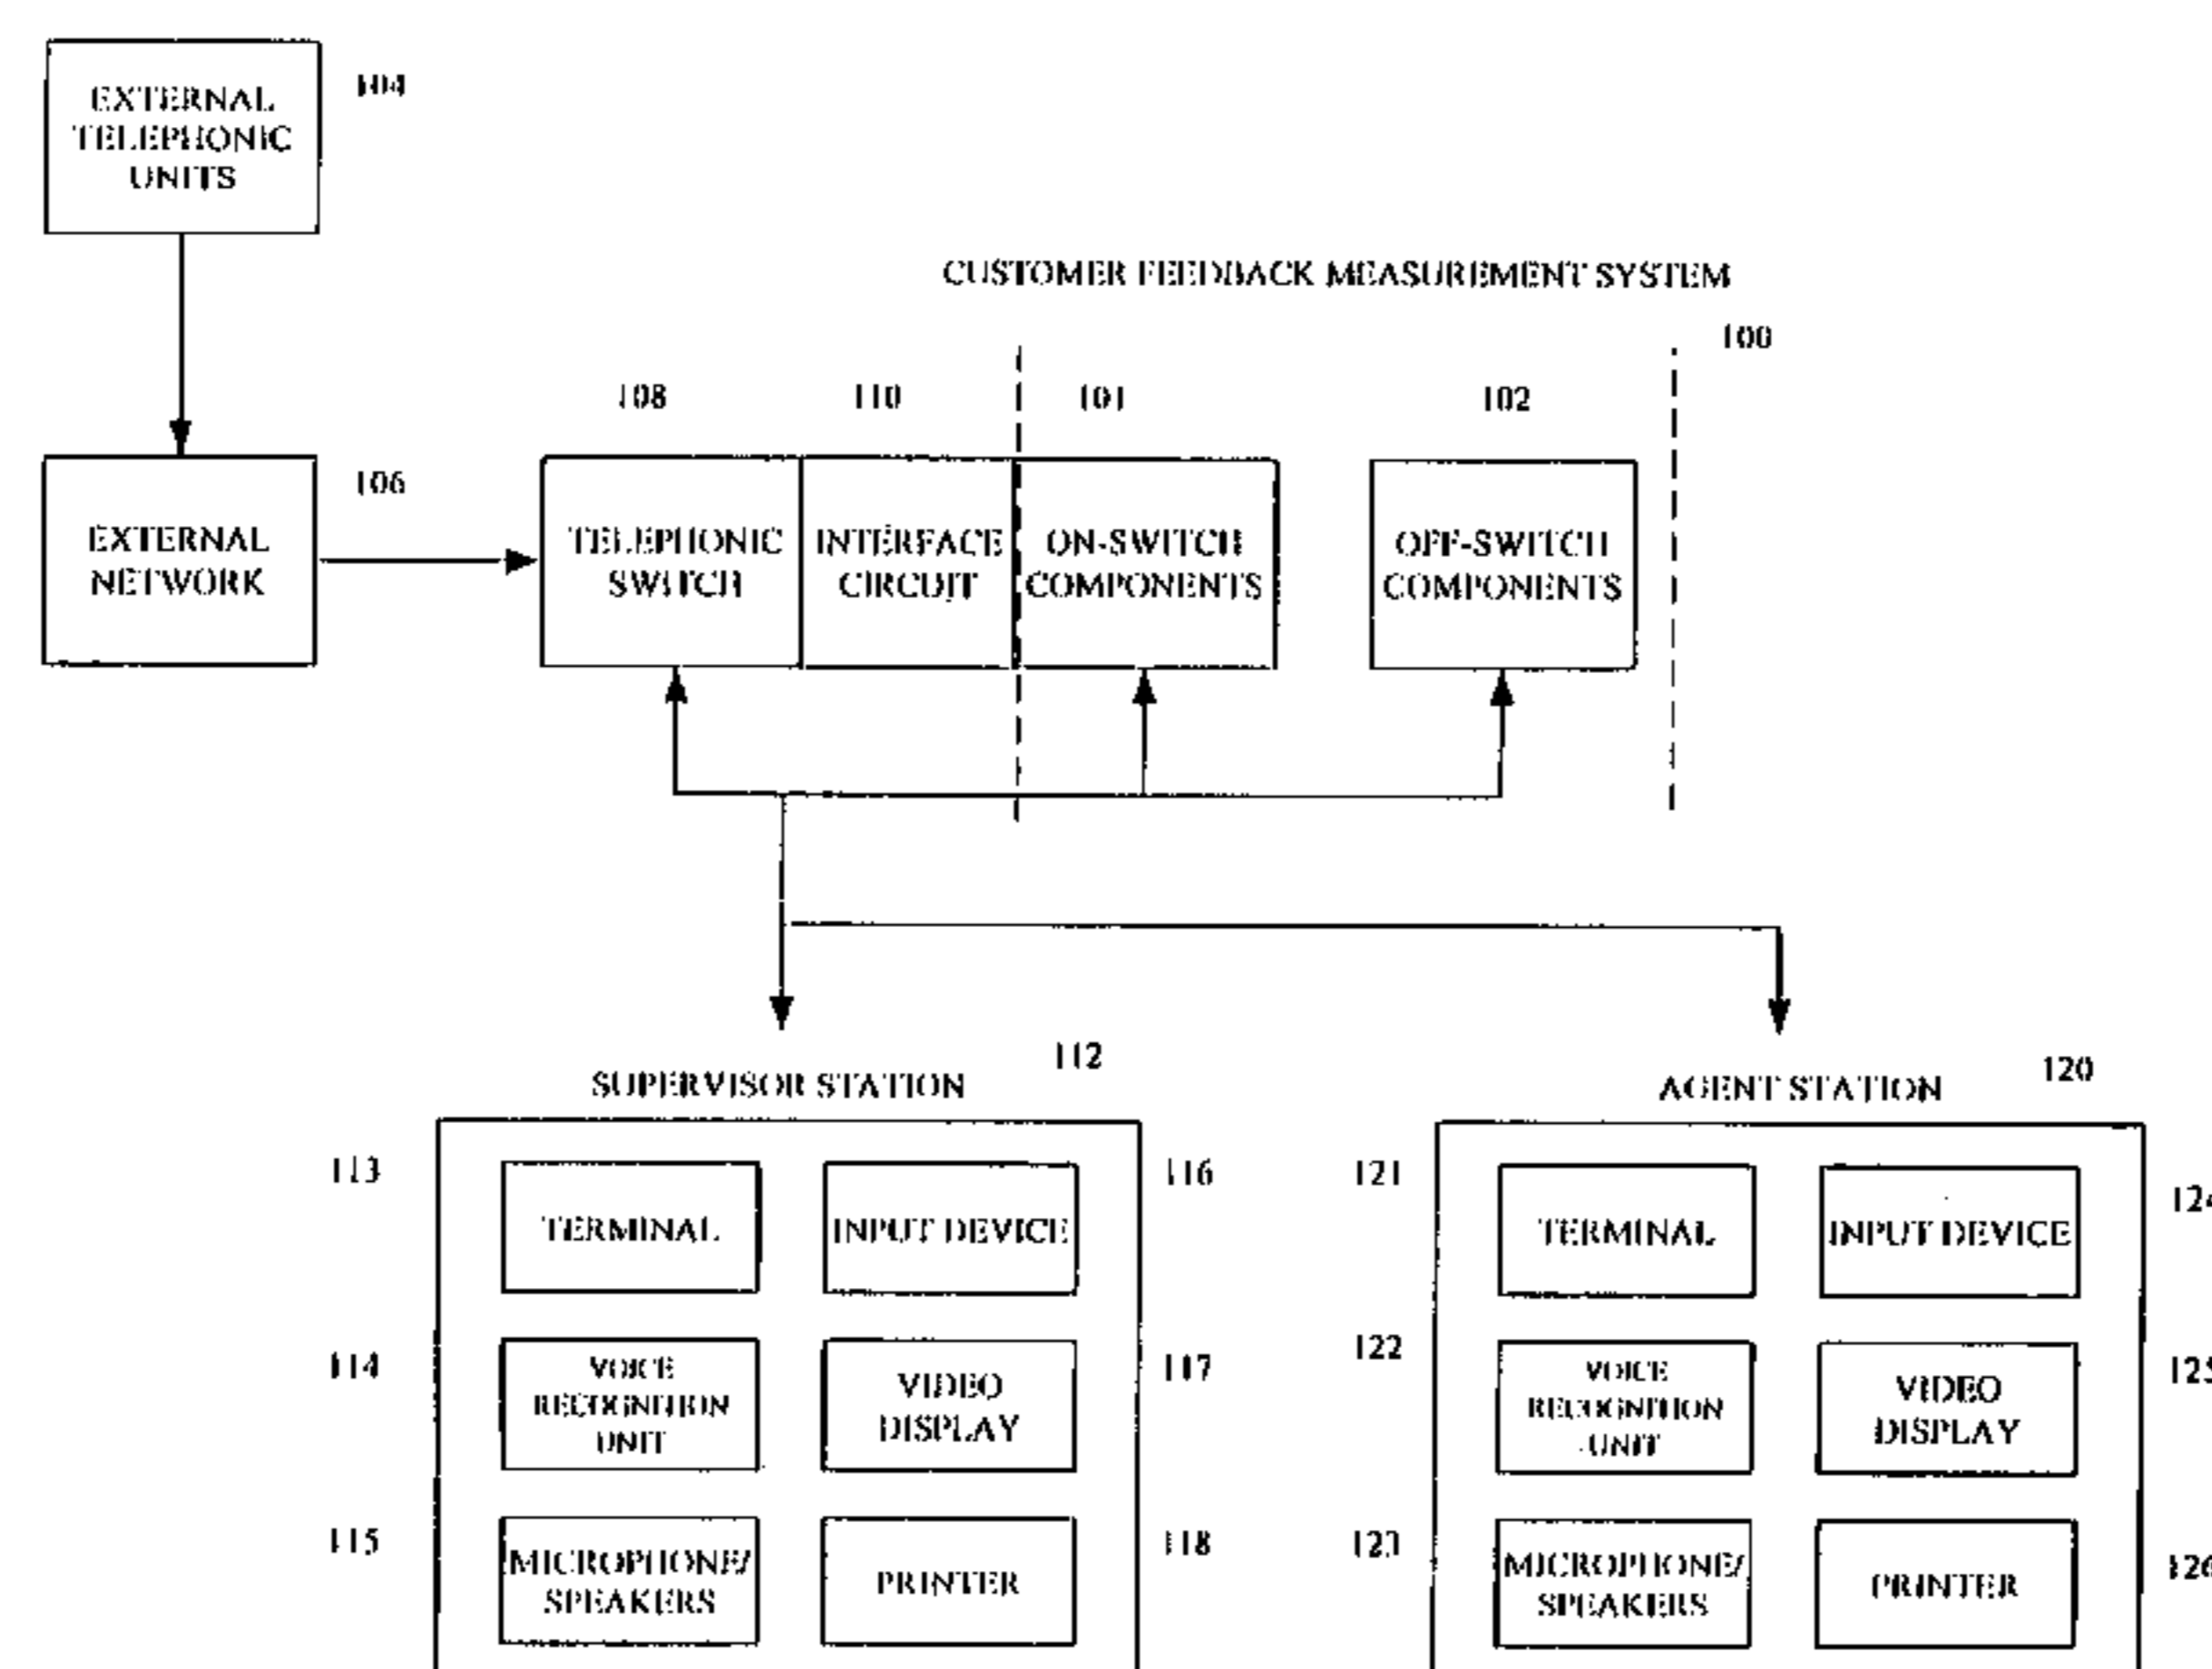 EXTERNAL
TELEPHONIC
UNITS
104
CUSTOMER FEEDBACK MEASUREMENT SYSTEM
100
108
110
101
102
EXTERNAL
NETWORK
106
TELEPHONIC
SWITCH
INTERFACE
CIRCUIT
ON-SWITCH
COMPONENTS
OFF-SWITCH
COMPONENTS
SUPERVISOR STATION
112
113
TERMINAL
INPUT DEVICE
116
114
VOICE
RECOGNITION
UNIT
VIDEO
DISPLAY
117
115
MICROPHONE/
SPEAKERS
PRINTER
118
AGENT STATION
120
121
TERMINAL
INPUT DEVICE
124
122
VOICE
RECOGNITION
UNIT
VIDEO
DISPLAY
125
123
MICROPHONE/
SPEAKERS
PRINTER
126